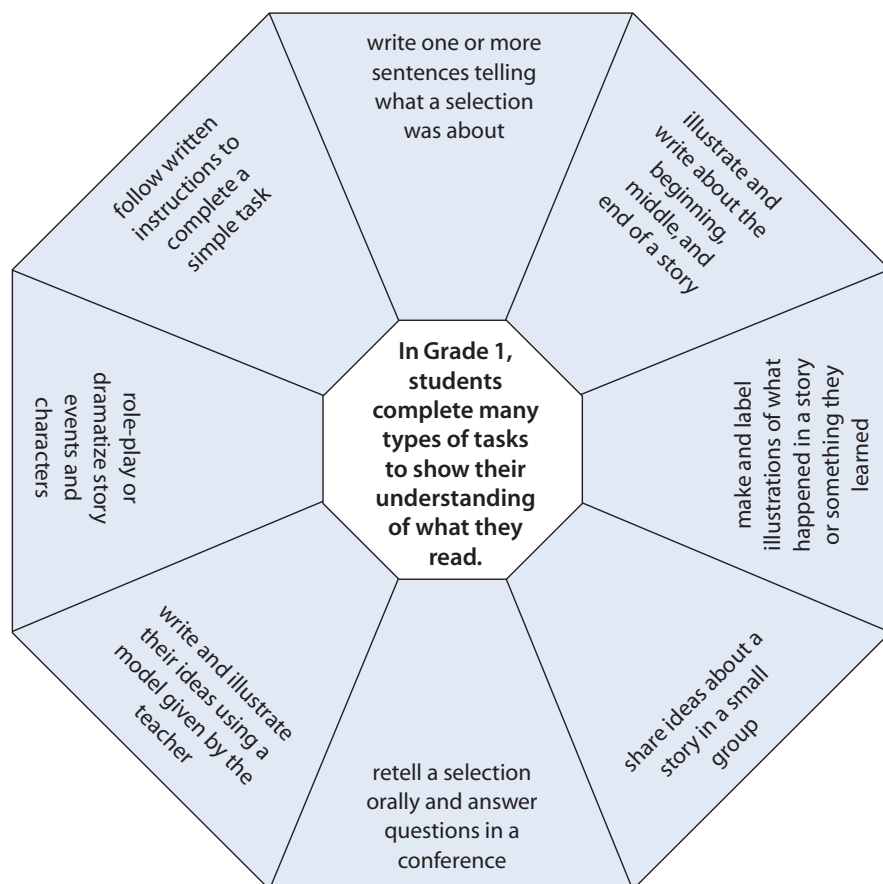 write one or more
sentences telling
what a selection
was about
illustrate and
write about the
beginning,
middle, and
end of a story
make and label
illustrations of what
happened in a story
or something they
learned
share ideas about a
story in a small
group
retell a selection
orally and answer
questions in a
conference
write and illustrate
their ideas using a
model given by the
teacher
role-play or
dramatize story
events and
characters
follow written
instructions to
complete a
simple task
In Grade 1,
students
complete many
types of tasks
to show their
understanding
of what they
read.